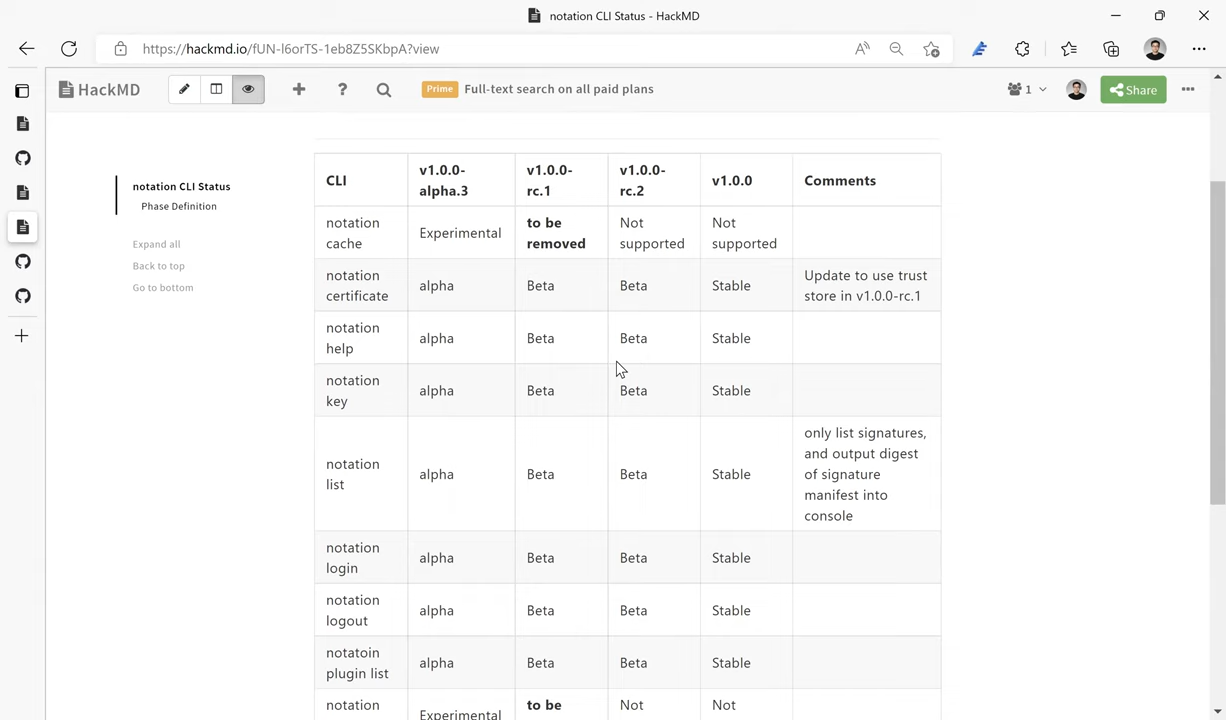 notation CLI Status - HackMD
https://hackmd.io/fUN-I6orTS-1eb8Z5SKbpA?view
HackMD
Prime Full-text search on all paid plans
1
Share
notation CLI Status
Phase Definition
Expand all
Back to top
Go to bottom
CLI
v1.0.0-
alpha.3
v1.0.0-
rc.1
v1.0.0-
rc.2
v1.0.0
Comments
notation
cache
Experimental
to be
removed
Not
supported
Not
supported
notation
certificate
alpha
Beta
Beta
Stable
Update to use trust
store in v1.0.0-rc.1
notation
help
alpha
Beta
Beta
Stable
notation
key
alpha
Beta
Beta
Stable
notation
list
alpha
Beta
Beta
Stable
only list signatures,
and output digest
of signature
manifest into
console
notation
login
alpha
Beta
Beta
Stable
notation
logout
alpha
Beta
Beta
Stable
notatoin
plugin list
alpha
Beta
Beta
Stable
notation
Experimental
to be
Not
Not